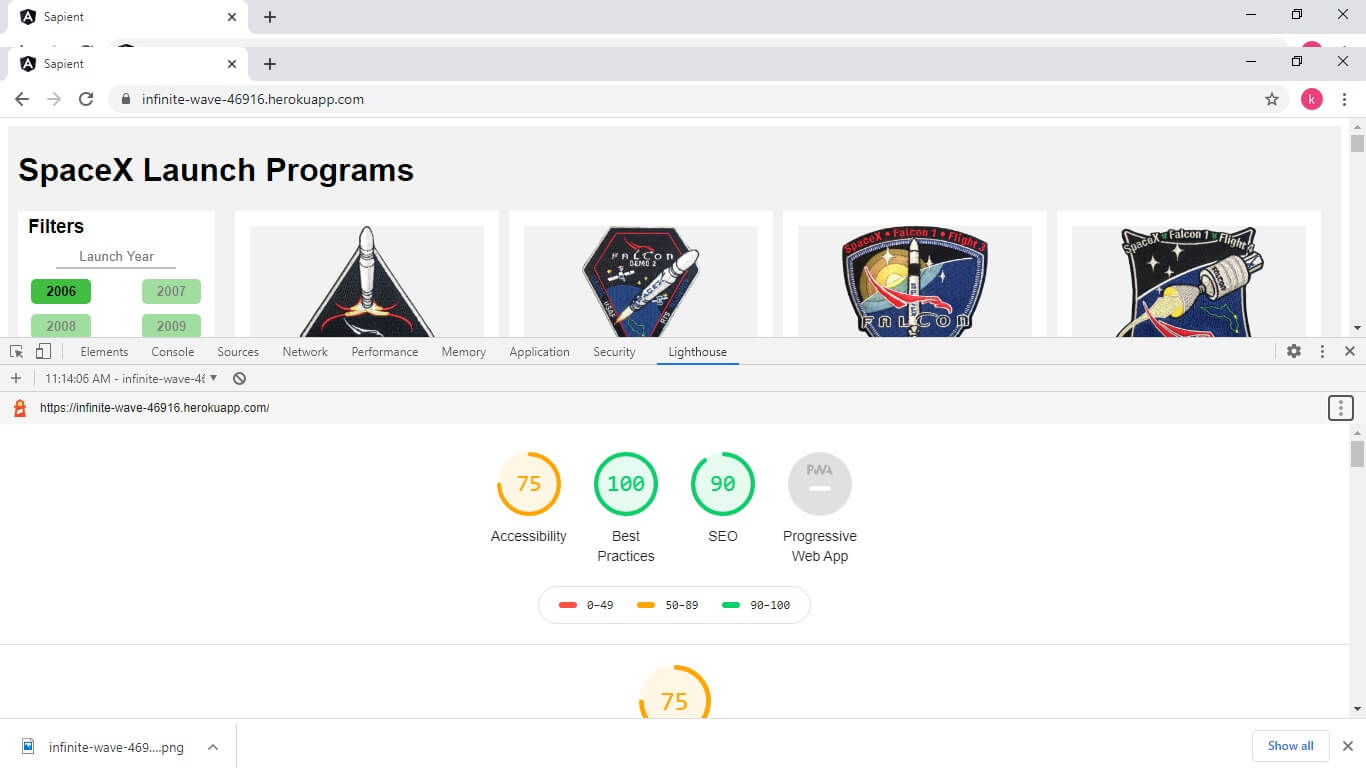 Sapient
Sapient
infinite-wave-46916.herokuapp.com
k
SpaceX Launch Programs
Filters
Launch Year
2006 2007
2008 2009
FALCON
DEMO 2
SpaceX • Falcon 1 • Flight 3
FALCON
SpaceX Falcon 1 Flight 4
FALCON
Elements Console Sources Network Performance Memory Application Security Lighthouse
11:14:06 AM - infinite-wave-46
https://infinite-wave-46916.herokuapp.com/
75 100 90 PWA
Accessibility Best Practices SEO Progressive Web App
0–49 50–89 90–100
75
infinite-wave-469....png
Show all